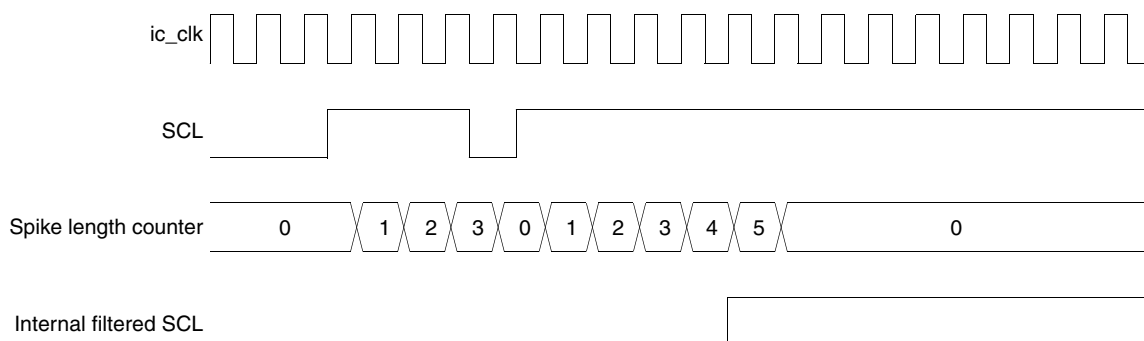 ic_clk
SCL
Spike length counter 0 1 2 3 0 1 2 3 4 5 0
Internal filtered SCL